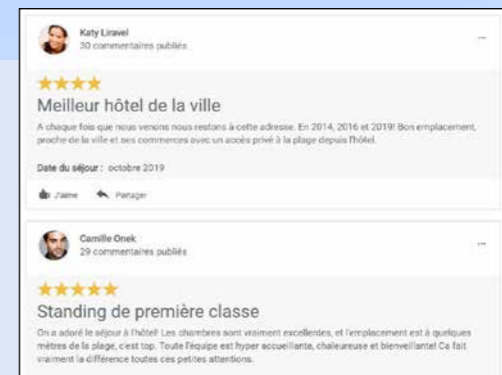 Katy Liravel
30 commentaires publiés
Meilleur hôtel de la ville
A chaque fois que nous venons nous restons à cette adresse. En 2014, 2016 et 2019! Bon emplacement,
proche de la ville et ses commerces avec un accès privé à la plage depuis l'hôtel.
Date du séjour : octobre 2019
J'aime Partager
Camille Onek
29 commentaires publiés
Standing de première classe
On a adoré le séjour à l'hôtel! Les chambres sont vraiment excellentes, et l'emplacement est à quelques
mètres de la plage, c'est top. Toute l'équipe est hyper accueillante, chaleureuse et bienveillante! Ca fait
vraiment la différence toutes ces petites attentions.